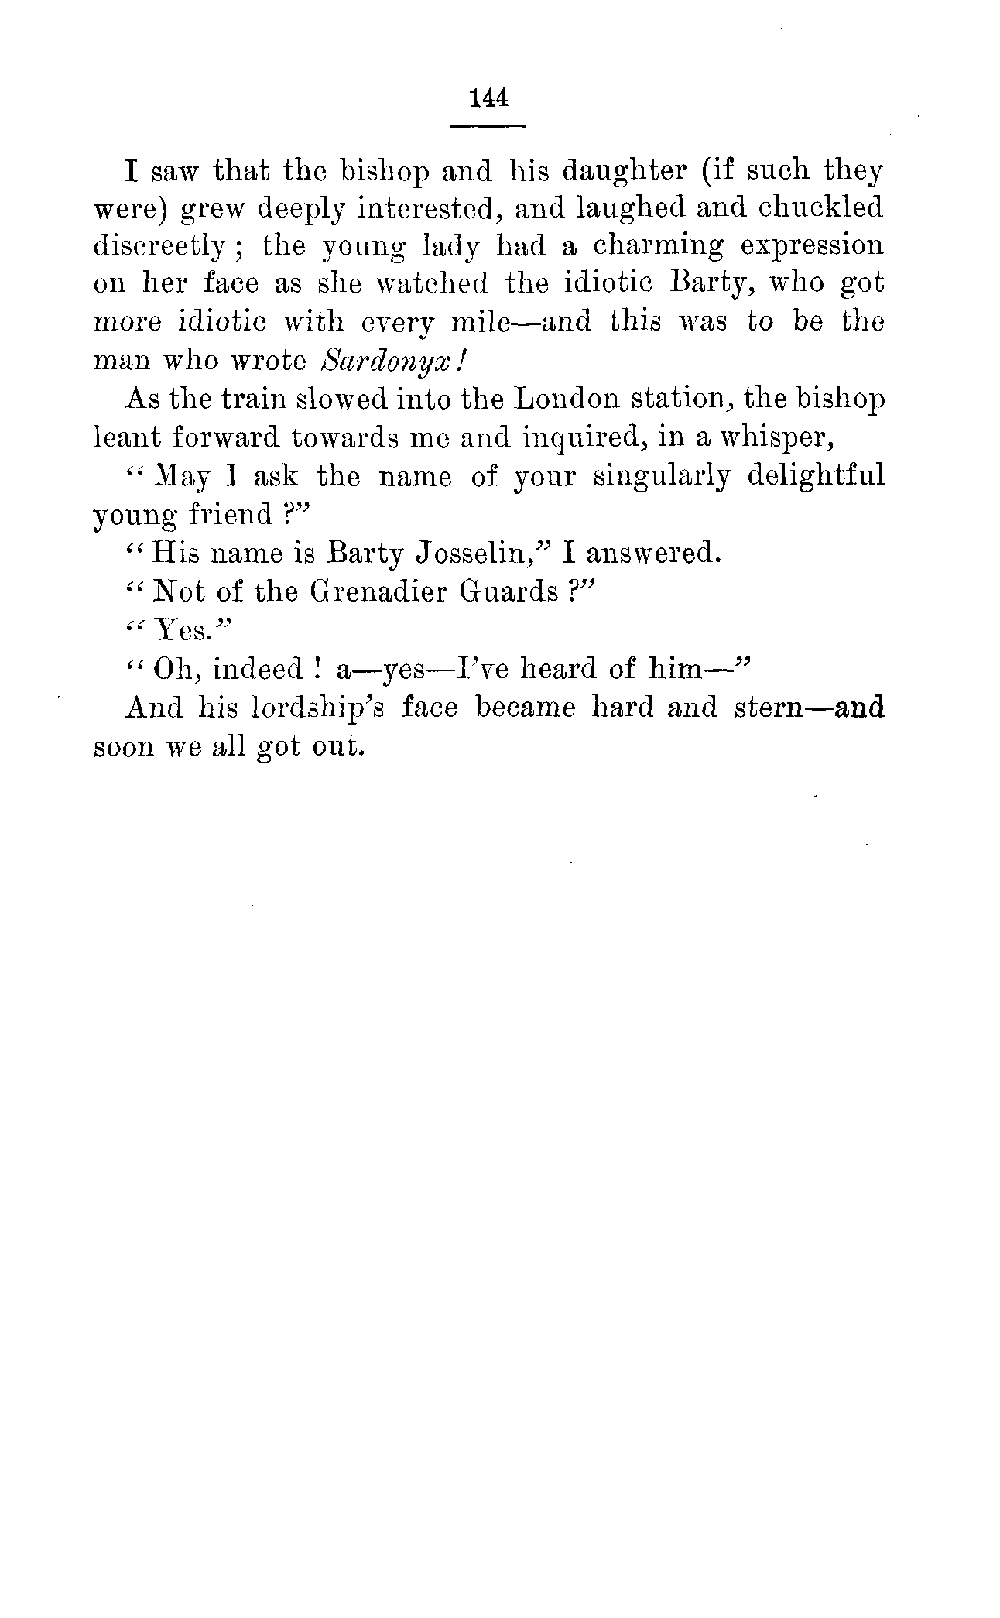 144
I saw that the bishop and his daughter (if such they
were) grew deeply interested, and laughed and chuckled
discreetly ; the young lady had a charming expression
on her face as she watched the idiotic Barty, who got
more idiotic with every mile—and this was to be the
man who wrote Sardonyx !
As the train slowed into the London station, the bishop
leant forward towards me and inquired, in a whisper,
“ May I ask the name of your singularly delightful
young friend ?”
“ His name is Barty Josselin,” I answered.
“ Not of the Grenadier Guards ?”
“ Yes.”
“ Oh, indeed ! a—yes—I’ve heard of him—”
And his lordship’s face became hard and stern—and
soon we all got out.